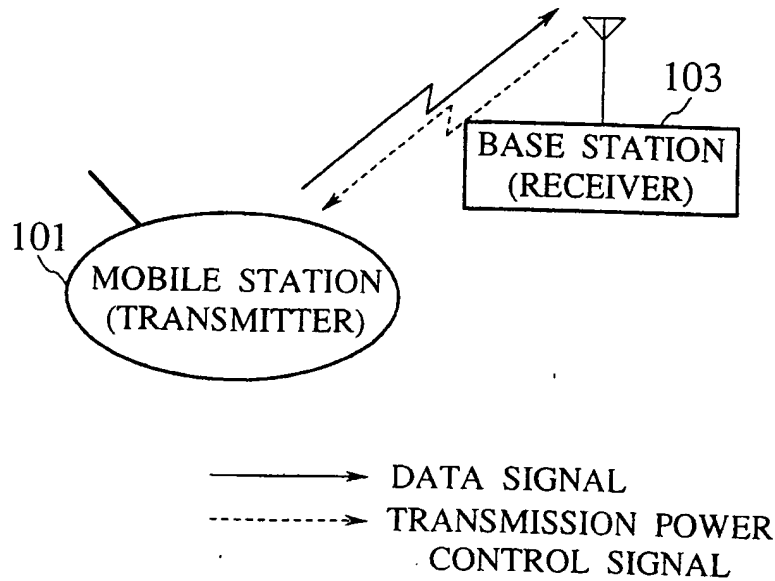 103
BASE STATION
(RECEIVER)
101
MOBILE STATION
(TRANSMITTER)
DATA SIGNAL
TRANSMISSION POWER
CONTROL SIGNAL